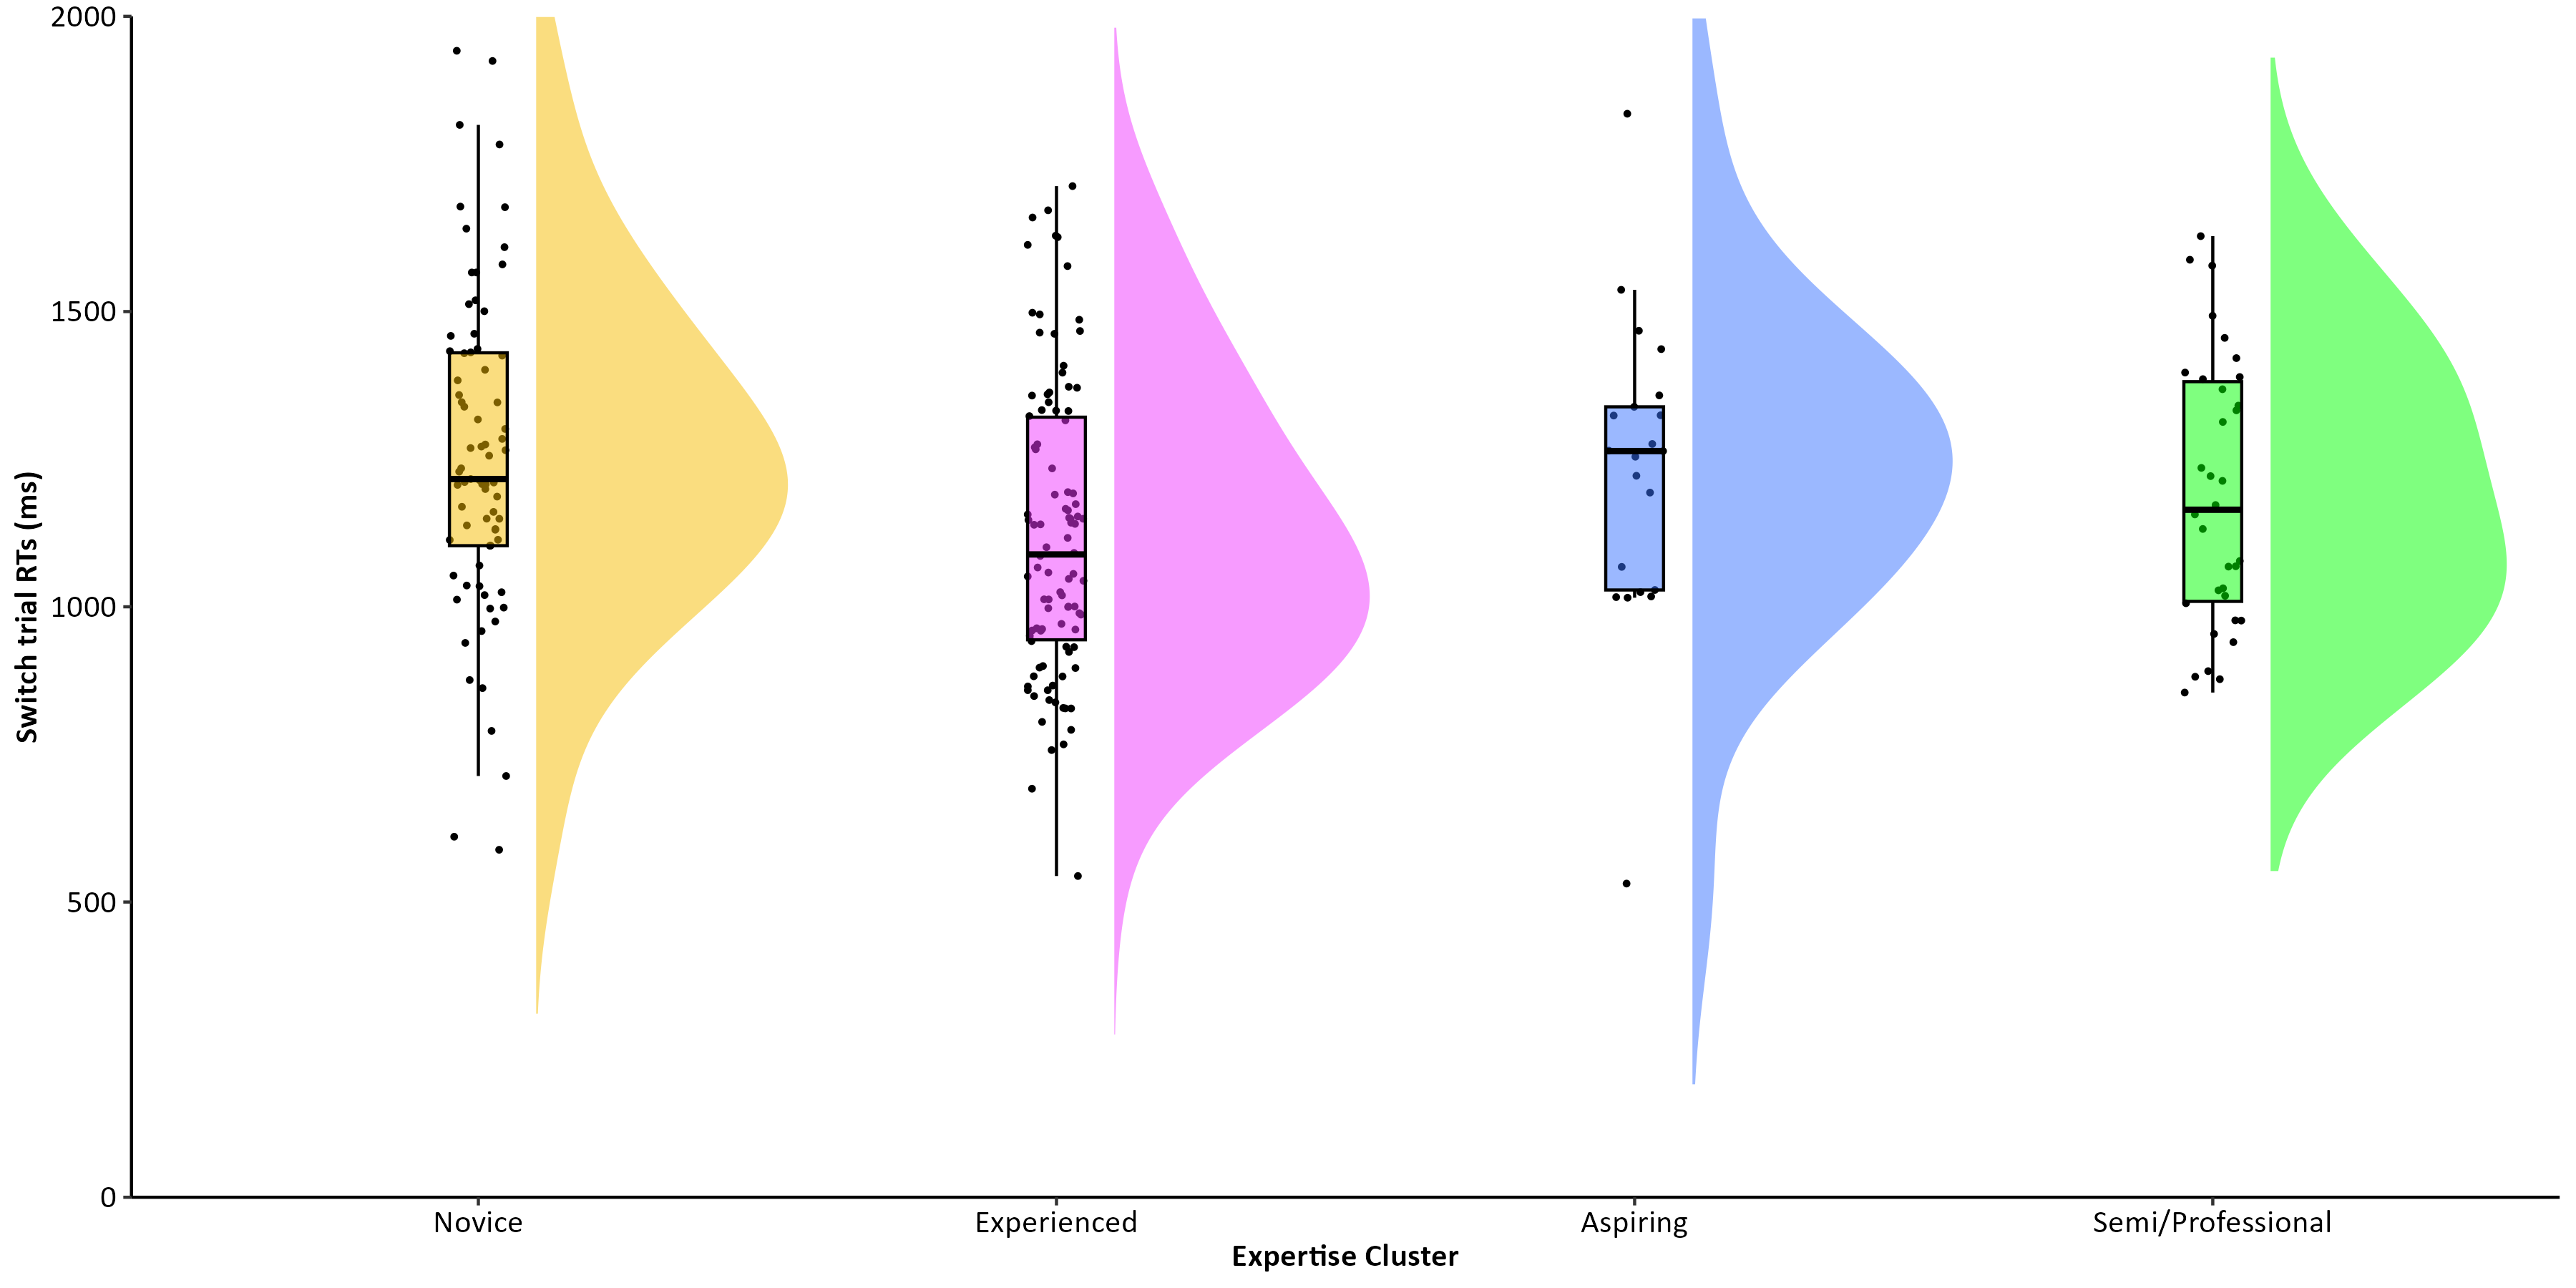 2000
1500
1000
500
0
Switch trial RTs (ms)
Novice
Experienced
Aspiring
Semi/Professional
Expertise Cluster